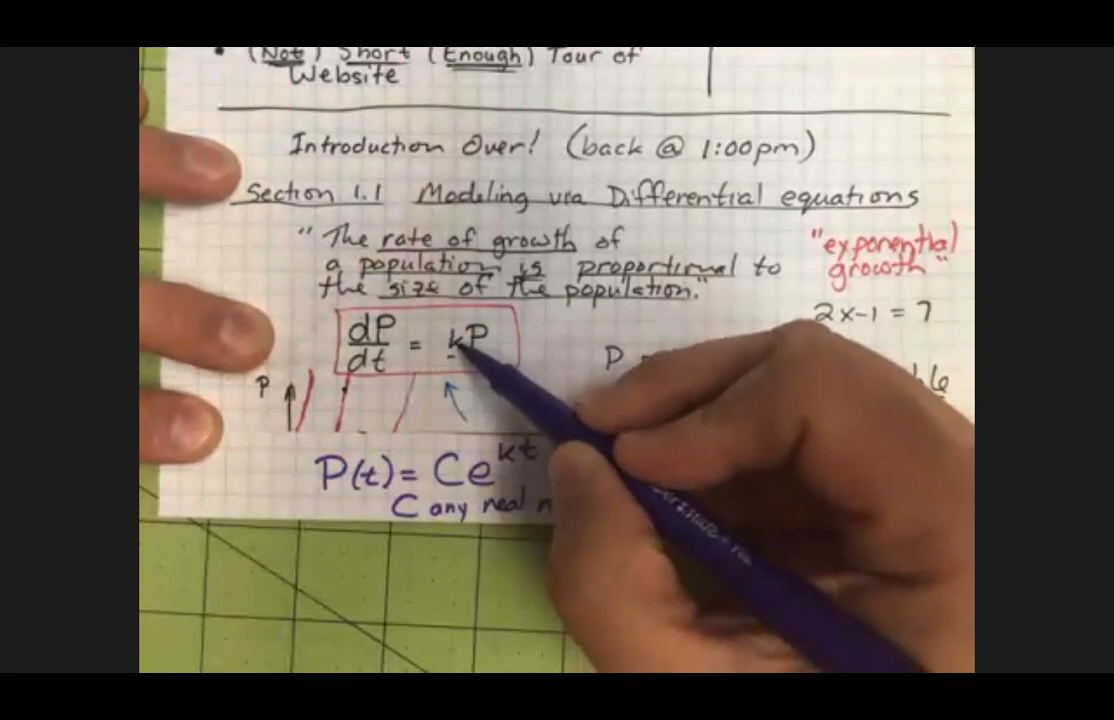 • (Not) Short (Enough) Tour of
Website
Introduction Over! (back @ 1:00pm)
Section 1.1 Modeling via Differential equations
"The rate of growth of
a population is proportional to
the size of the population."
"exponential
growth"
2x-1 = 7
dP
dt
= kP
P
P
6
P(t) = Ce^{kt}
C any real